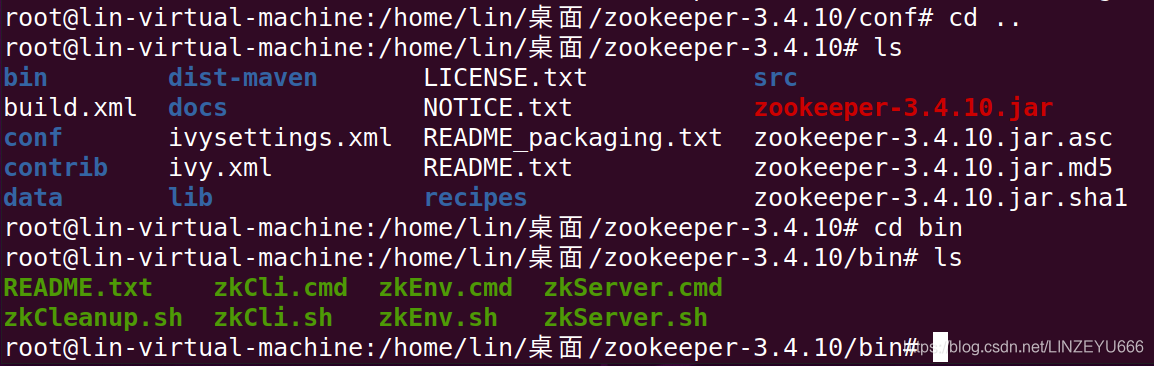 root@lin-virtual-machine:/home/lin/桌面/zookeeper-3.4.10/conf# cd ..
root@lin-virtual-machine:/home/lin/桌面/zookeeper-3.4.10# ls
bin dist-maven LICENSE.txt src
build.xml docs NOTICE.txt zookeeper-3.4.10.jar
conf ivysettings.xml README_packaging.txt zookeeper-3.4.10.jar.asc
contrib ivy.xml README.txt zookeeper-3.4.10.jar.md5
data lib recipes zookeeper-3.4.10.jar.sha1
root@lin-virtual-machine:/home/lin/桌面/zookeeper-3.4.10# cd bin
root@lin-virtual-machine:/home/lin/桌面/zookeeper-3.4.10/bin# ls
README.txt zkCli.cmd zkEnv.cmd zkServer.cmd
zkCleanup.sh zkCli.sh zkEnv.sh zkServer.sh
root@lin-virtual-machine:/home/lin/桌面/zookeeper-3.4.10/bin#
https://blog.csdn.net/LINZEYU666